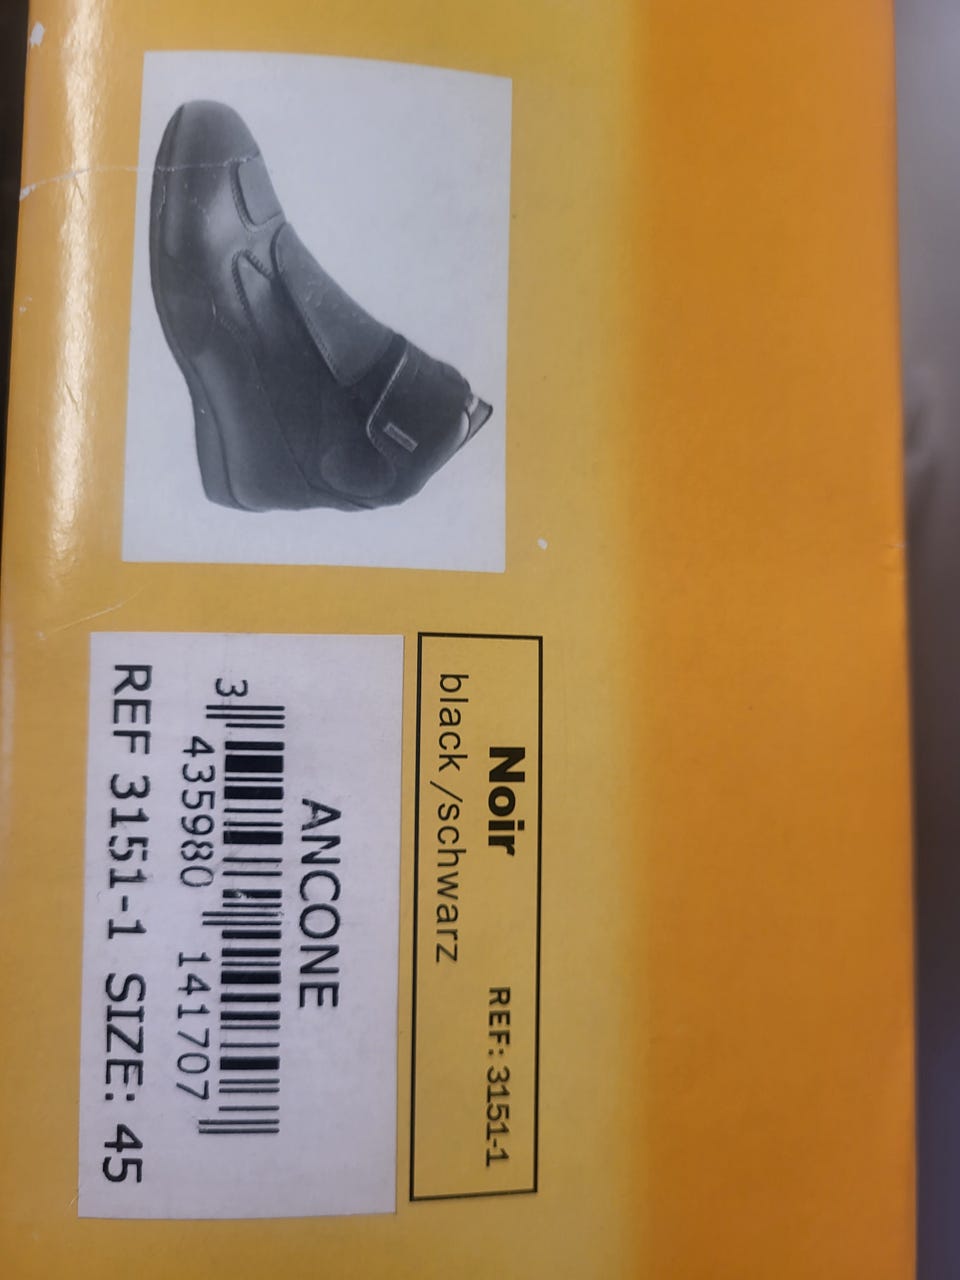 Noir REF: 3151-1
black /schwarz
ANCONE
3 435980 141707
REF 3151-1 SIZE: 45